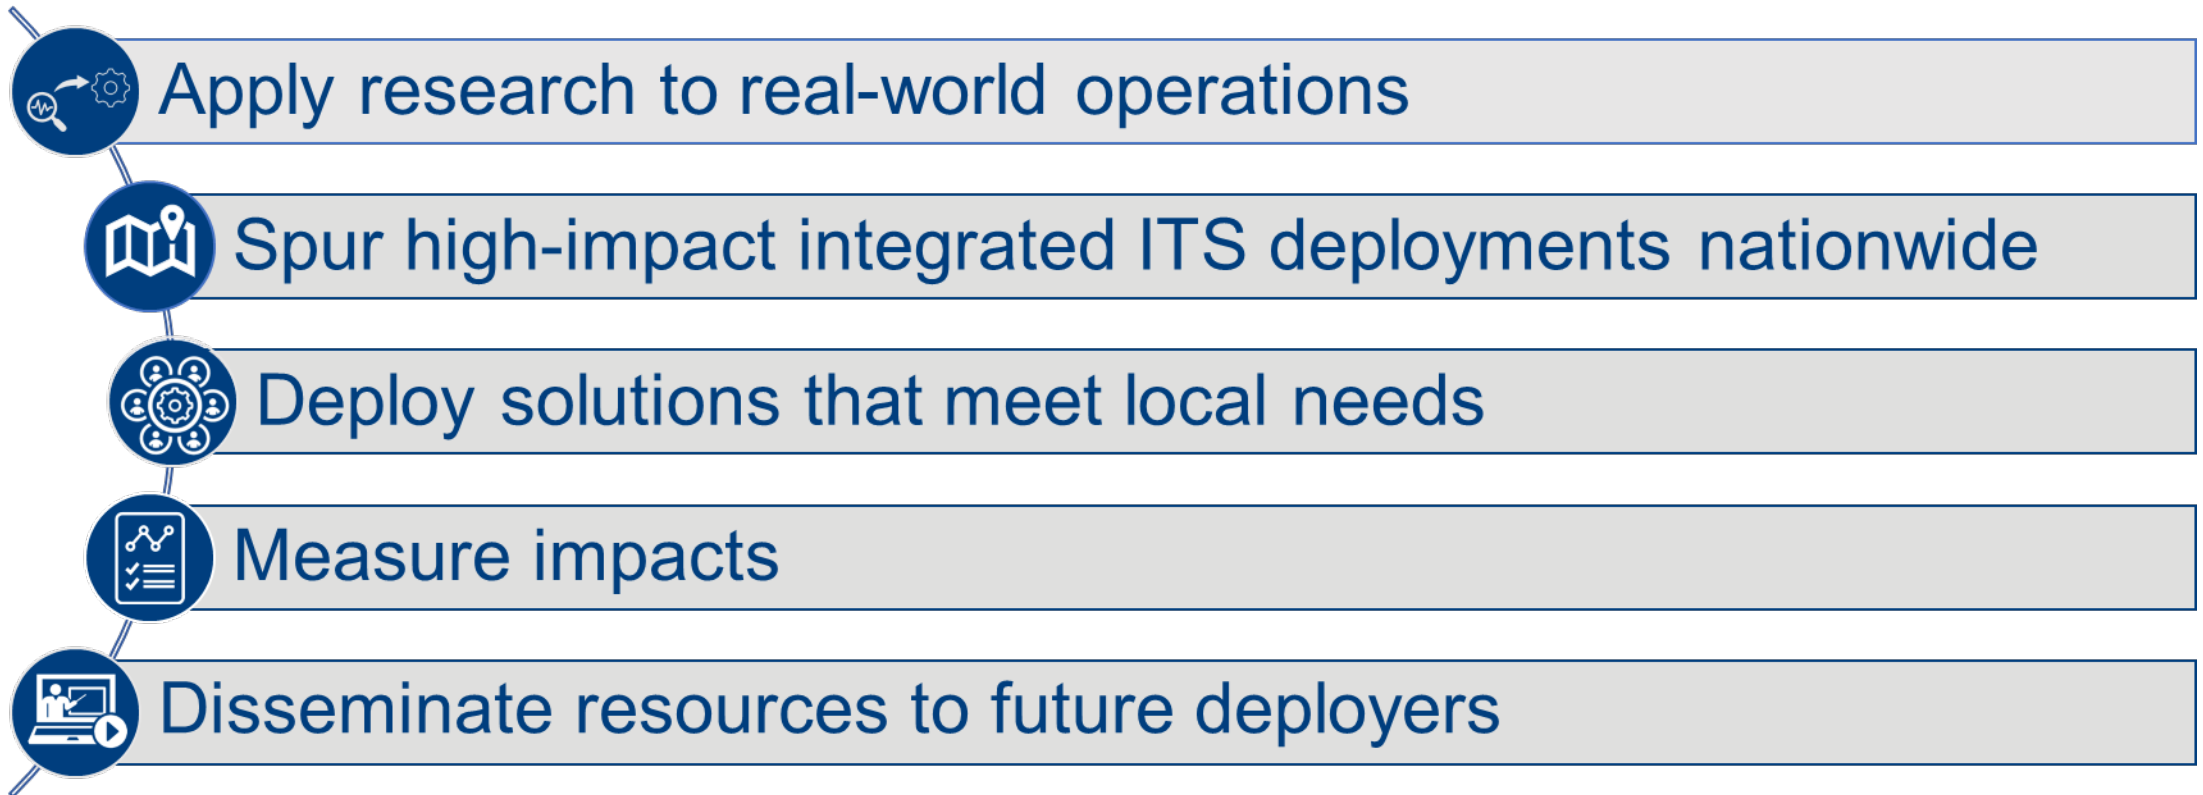 Apply research to real-world operations
Spur high-impact integrated ITS deployments nationwide
Deploy solutions that meet local needs
Measure impacts
Disseminate resources to future deployers